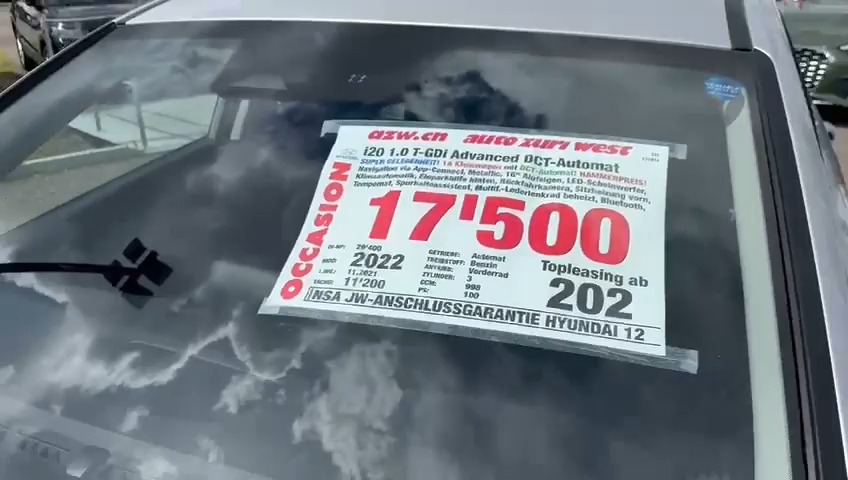 azw.ch auto züri west
i20 1.0 T-GDi Advanced DCT-Automat
SUPER GELEGENHEIT! 1A Kleinwagen mit DCT-Automat! HAMMERPREIS!
Navigation via App-Connect, Metallic, 16" Alufelgen, LED-Scheinwerfer,
Klimaautomatik, Einparkhilfe hinten, Rückfahrkamera, Sitzheizung vorn,
Tempomat, Spurhalteassistent, Multif.-Lederlenkrad beheizt, Bluetooth,
OCCASION
17'500
29'400
2022
11.2021
11'200
GETRIEBE: Automat
TREIBSTOFF: Benzin
ANTRIEB: Vorderrad
ZYLINDER: 3
CCM: 998
PS: 100
Topleasing ab
202
NSA JW-ANSCHLUSSGARANTIE HYUNDAI 12